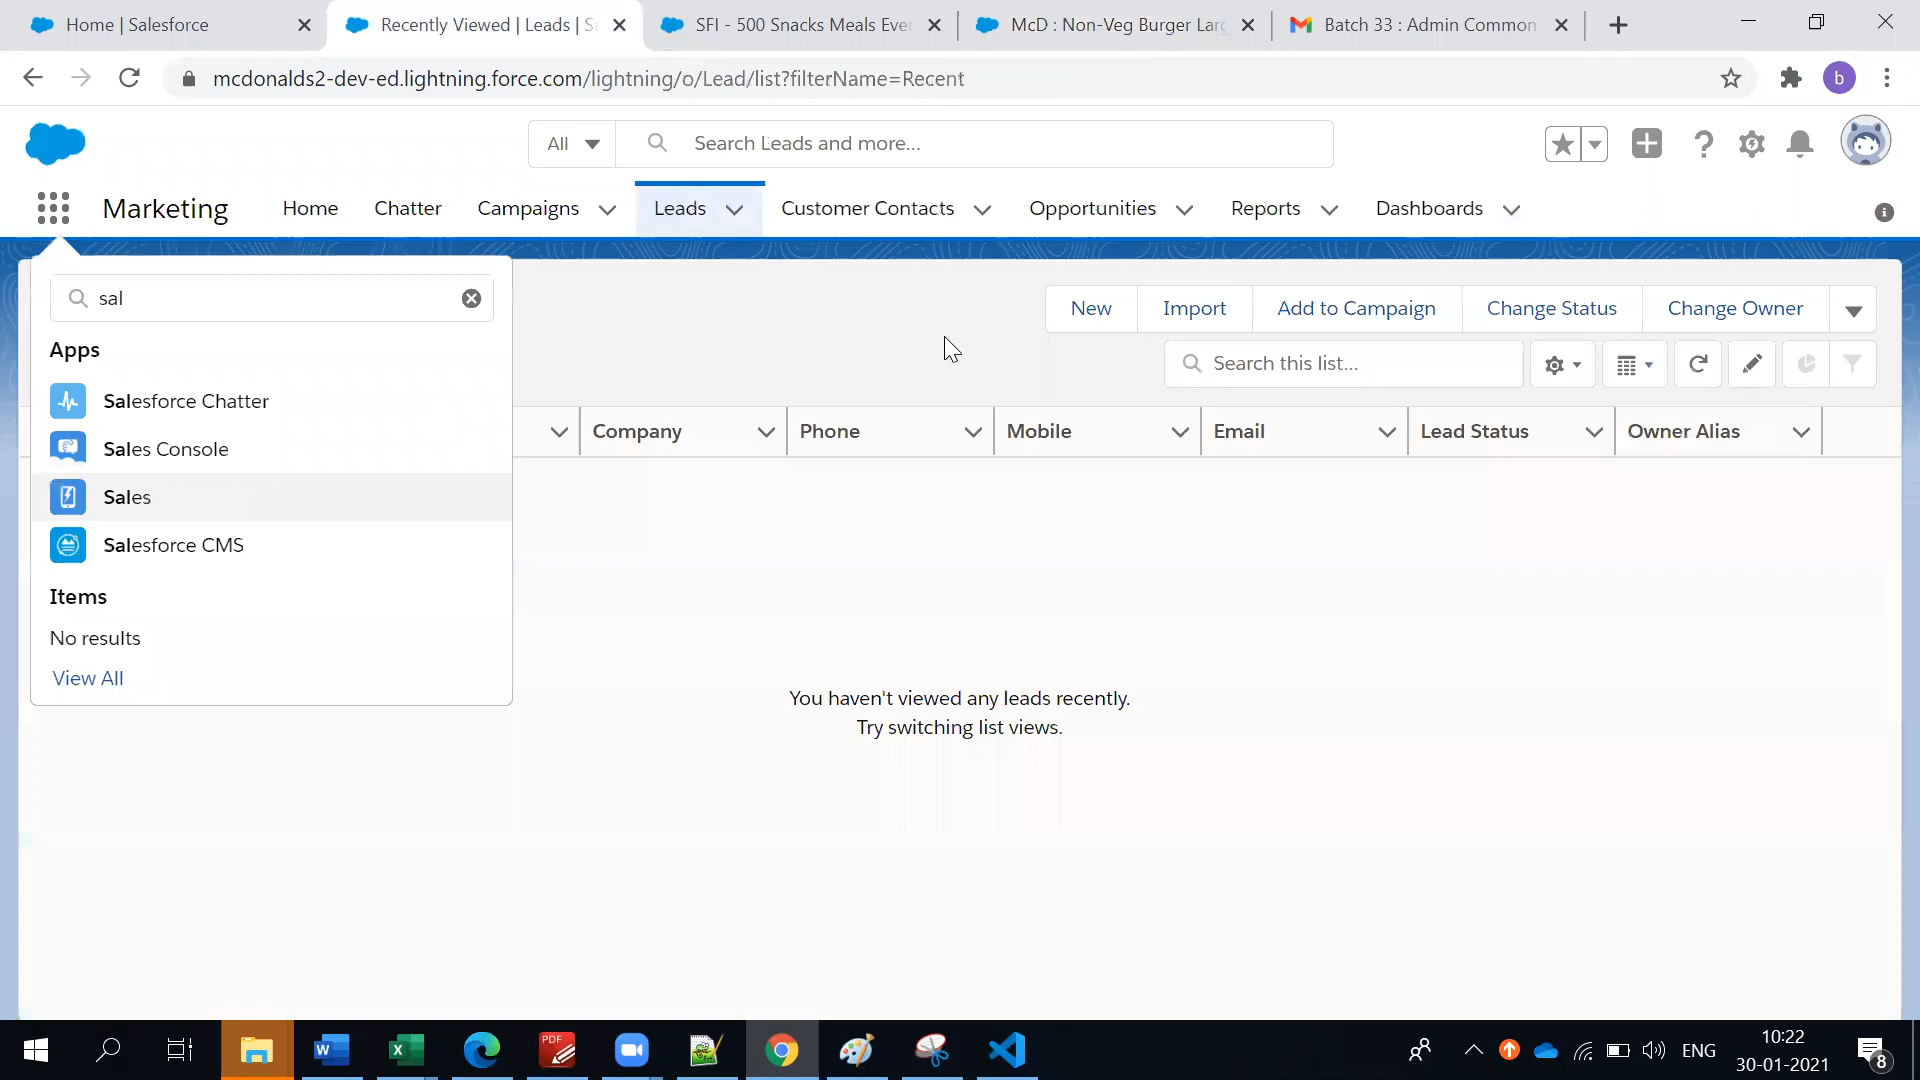 Home | Salesforce
Recently Viewed | Leads | Sa
SFI - 500 Snacks Meals Ever
McD : Non-Veg Burger Larg
Batch 33 : Admin Common
mcdonalds2-dev-ed.lightning.force.com/lightning/o/Lead/list?filterName=Recent
b
All
Search Leads and more...
Marketing
Home
Chatter
Campaigns
Leads
Customer Contacts
Opportunities
Reports
Dashboards
sal
Apps
Salesforce Chatter
Sales Console
Sales
Salesforce CMS
Items
No results
View All
New
Import
Add to Campaign
Change Status
Change Owner
Search this list...
Company
Phone
Mobile
Email
Lead Status
Owner Alias
You haven't viewed any leads recently.
Try switching list views.
PDF
ENG
10:22
30-01-2021
8